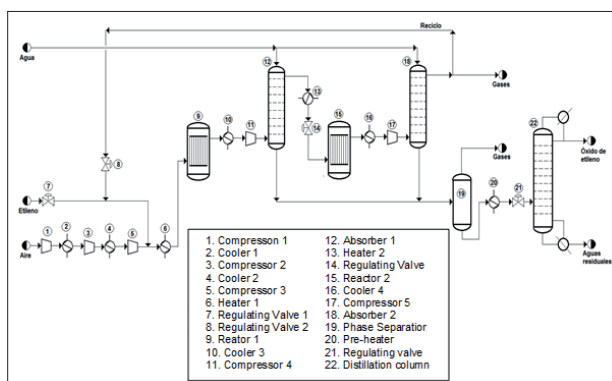 Reciclo
Agua
12
18
13
Gases
9
10
11
15
16
17
14
22
8
Gases
Óxido de
etileno
7
19
20
21
Etileno
1
2
3
4
5
6
Aire
Aguas
residuales
1. Compressor 1
2. Cooler 1
3. Compressor 2
4. Cooler 2
5. Compressor 3
6. Heater 1
7. Regulating Valve 1
8. Regulating Valve 2
9. Reator 1
10. Cooler 3
11. Compressor 4
12. Absorber 1
13. Heater 2
14. Regulating Valve
15. Reactor 2
16. Cooler 4
17. Compressor 5
18. Absorber 2
19. Phase Separatior
20. Pre-heater
21. Regulating valve
22. Distillation column